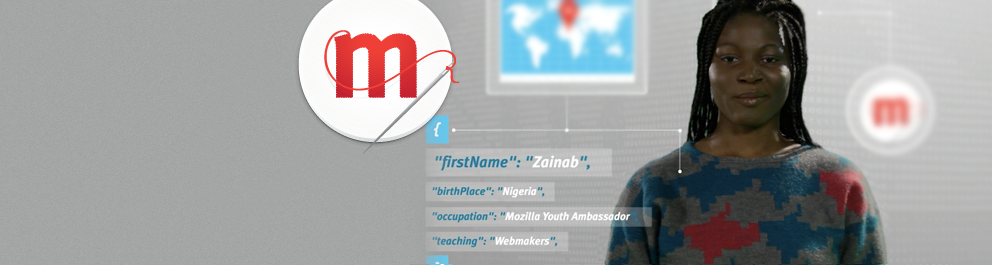 m
m
{
"firstName": "Zainab",
"birthPlace": "Nigeria",
"occupation": "Mozilla Youth Ambassador
"teaching": "Webmakers",